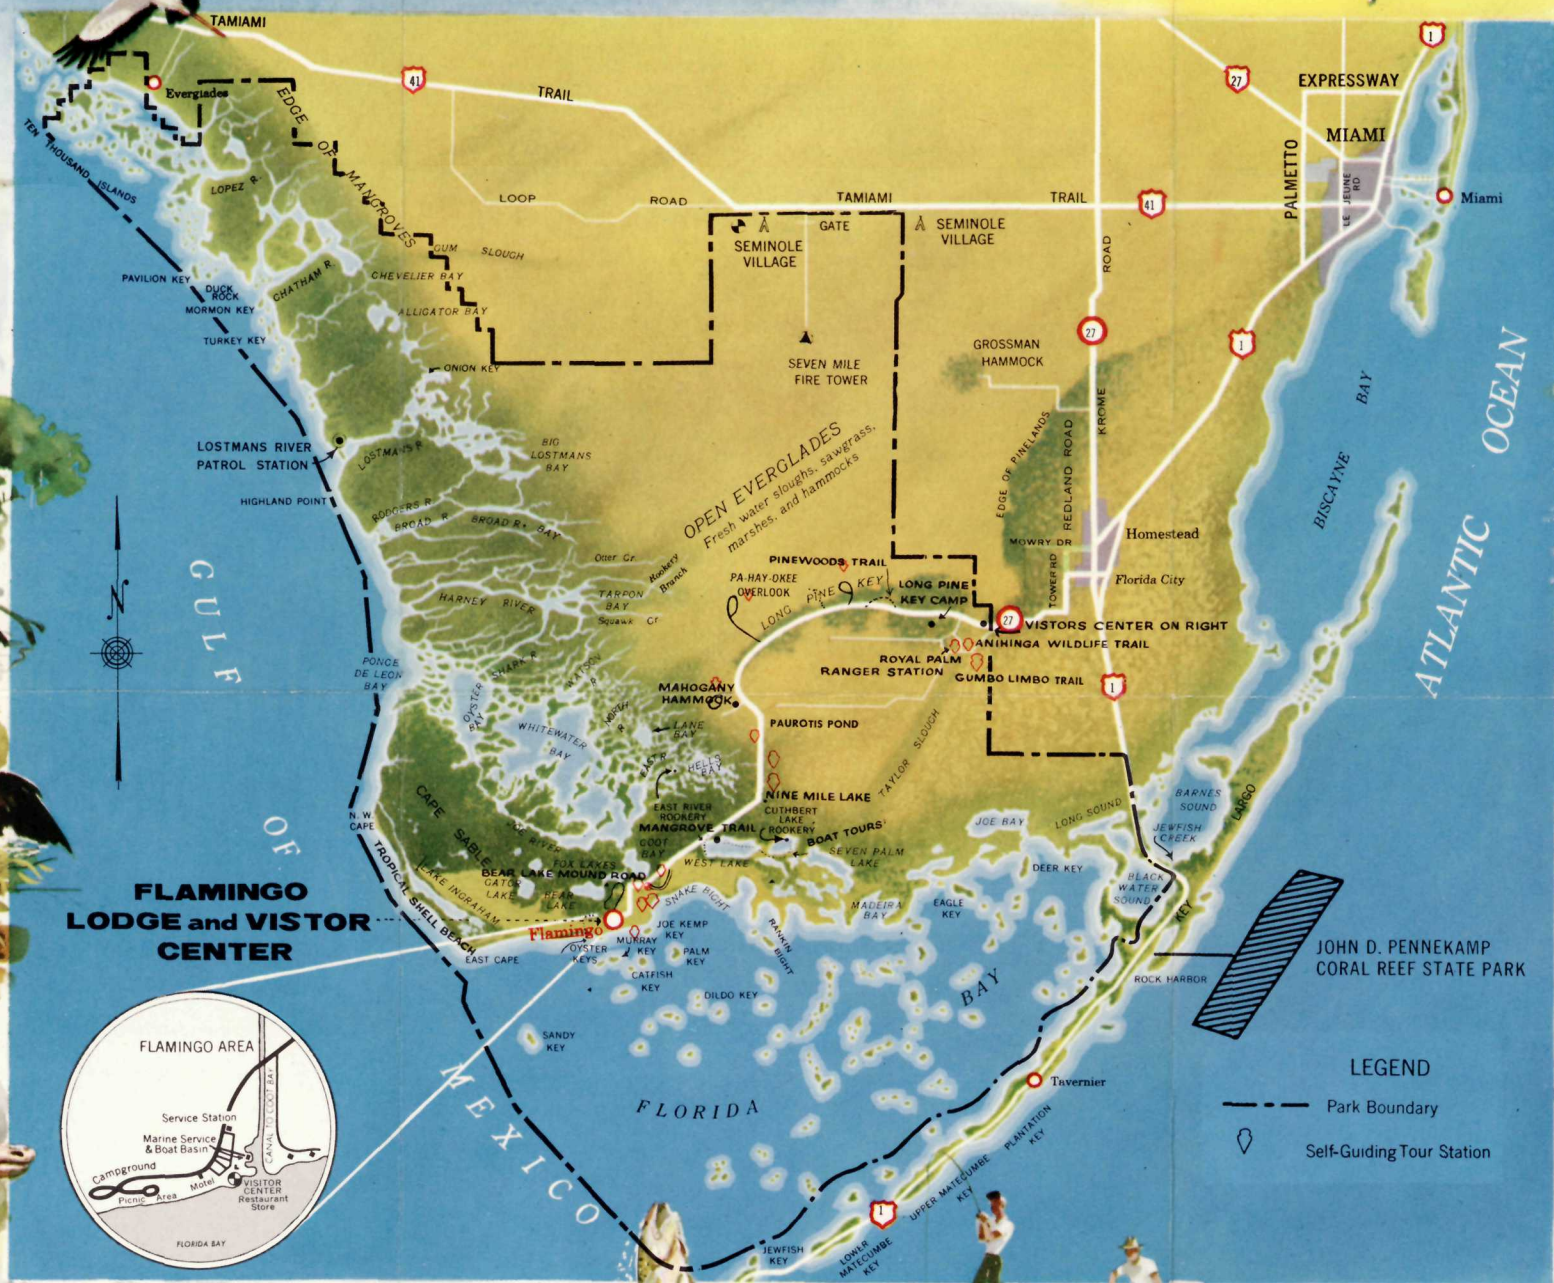 TAMIAMI
41
TRAIL
27
1
EXPRESSWAY
MIAMI
PALMETTO
LE JEUNE
RD
Miami
Everglades
EDGE OF MANGROVES
TEN THOUSAND ISLANDS
LOPEZ R.
LOOP ROAD
TAMIAMI TRAIL
41
GATE
SEMINOLE
VILLAGE
SEMINOLE
VILLAGE
ROAD
GUM SLOUGH
CHATHAM R.
CHEVELIER BAY
PAVILION KEY
DUCK
ROCK
MORMON KEY
ALLIGATOR BAY
TURKEY KEY
SEVEN MILE
FIRE TOWER
27
1
GROSSMAN
HAMMOCK
ONION KEY
BISCAYNE BAY
ATLANTIC OCEAN
KROME
REDLAND ROAD
EDGE OF PINELANDS
OPEN EVERGLADES
Fresh water sloughs, sawgrass,
marshes, and hammocks
LOSTMANS RIVER
PATROL STATION
LOSTMANS R.
BIG
LOSTMANS
BAY
HIGHLAND POINT
RODGERS R.
BROAD R.
BROAD R. BAY
MOWRY DR
Homestead
Florida City
TOWER RD
Otter Cr.
Rookery
Branch
PINEWOODS TRAIL
PA-HAY-OKEE
OVERLOOK
LONG PINE KEY
LONG PINE
KEY CAMP
N
HARNEY RIVER
TARPON
BAY
Squawk Cr
27
VISTORS CENTER ON RIGHT
ANIHINGA WILDLIFE TRAIL
ROYAL PALM
RANGER STATION
GUMBO LIMBO TRAIL
1
GULF OF MEXICO
PONCE
DE LEON
BAY
SHARK R.
WATSON
R.
OYSTER
BAY
NORTH
R.
MAHOGANY
HAMMOCK
WHITEWATER
BAY
LANE
BAY
PAUROTIS POND
TAYLOR SLOUGH
EAST R.
HELLS
BAY
NINE MILE LAKE
EAST RIVER
ROOKERY
CUTHBERT
LAKE
ROOKERY
MANGROVE TRAIL
BOAT TOURS
JOE BAY
LONG SOUND
BARNES
SOUND
JEWFISH
CREEK
KEY LARGO
N.W.
CAPE
CAPE SABLE
JOE RIVER
COOT
BAY
WEST LAKE
SEVEN PALM
LAKE
DEER KEY
BLACK
WATER
SOUND
FOX LAKES
BEAR LAKE MOUND ROAD
TROPICAL SHELL BEACH
LAKE INGRAHAM
GATOR
LAKE
BEAR
LAKE
SNAKE BIGHT
MADEIRA
BAY
EAGLE
KEY
FLAMINGO
LODGE and VISTOR
CENTER
Flamingo
EAST CAPE
OYSTER
KEYS
MURRAY
KEY
JOE KEMP
KEY
PALM
KEY
RANKIN
BIGHT
CATFISH
KEY
DILDO KEY
ROCK HARBOR
JOHN D. PENNEKAMP
CORAL REEF STATE PARK
SANDY
KEY
FLORIDA BAY
Tavernier
PLANTATION
KEY
UPPER MATECUMBE
KEY
1
LOWER
MATECUMBE
KEY
JEWFISH
KEY
LEGEND
Park Boundary
Self-Guiding Tour Station
FLAMINGO AREA
Service Station
Marine Service
& Boat Basin
CANAL TO COOT BAY
Campground
Picnic Area
Motel
VISITOR
CENTER
Restaurant
Store
FLORIDA BAY